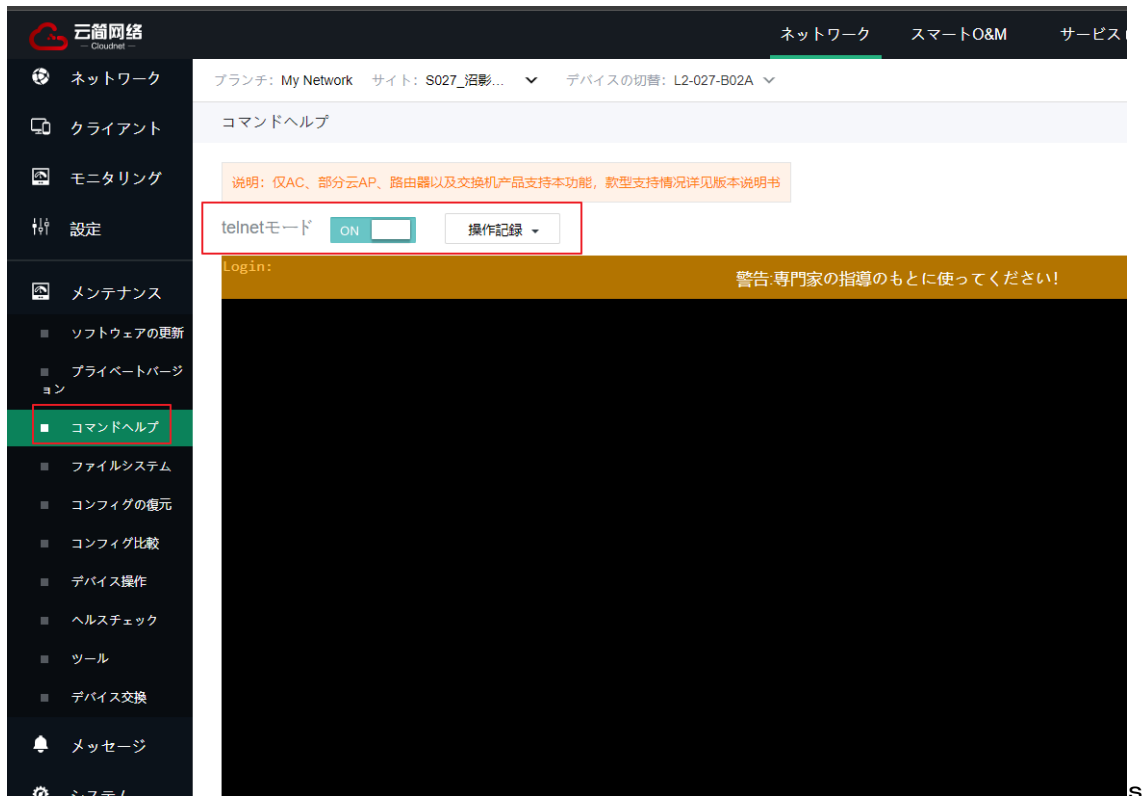 云简网络
— Cloudnet —
ネットワーク スマートO&M サービス
ネットワーク
クライアント
モニタリング
設定
メンテナンス
ソフトウェアの更新
プライベートバージ
ョン
コマンドヘルプ
ファイルシステム
コンフィグの復元
コンフィグ比較
デバイス操作
ヘルスチェック
ツール
デバイス交換
メッセージ
システム
ブランチ: My Network サイト: S027_沼影... デバイスの切替: L2-027-B02A
コマンドヘルプ
说明: 仅AC、部分云AP、路由器以及交换机产品支持本功能, 款型支持情况详见版本说明书
telnetモード ON 操作記録
Login:
警告:専門家の指導のもとに使ってください!
s